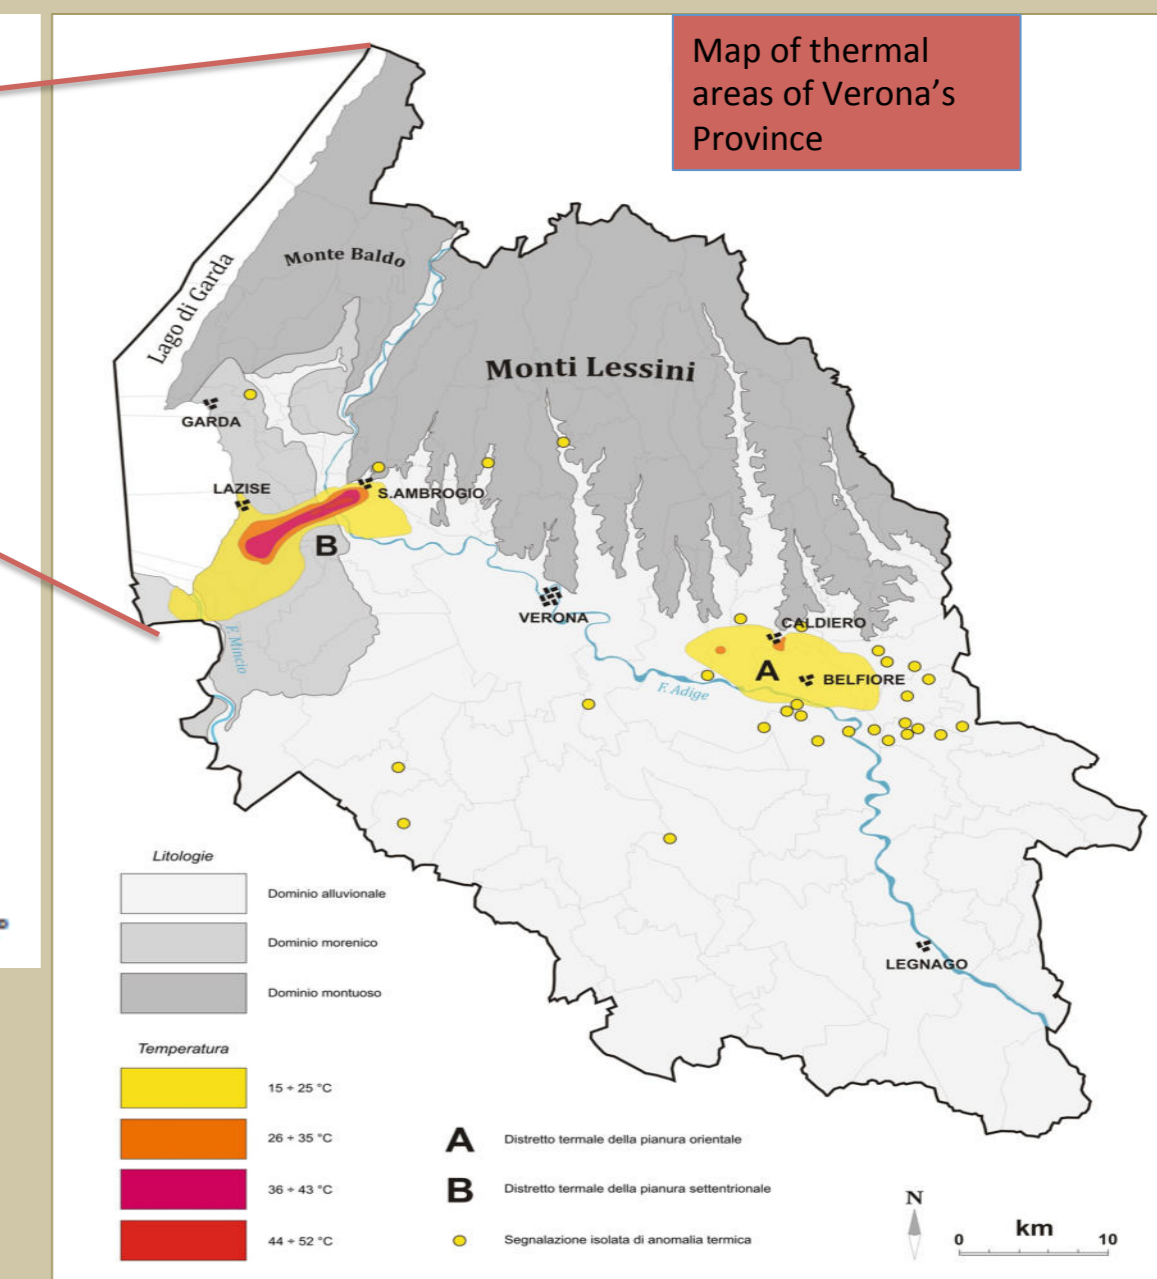 Map of thermal
areas of Verona’s
Province
Monte Baldo
Lago di Garda
Monti Lessini
GARDA
LAZISE
S.AMBROGIO
B
VERONA
CALDIERO
A
BELFIORE
F. Mincio
F. Adige
LEGNAGO
Litologie
Dominio alluvionale
Dominio morenico
Dominio montuoso
Temperatura
15 ÷ 25 °C
26 ÷ 35 °C
36 ÷ 43 °C
44 ÷ 52 °C
A Distretto termale della pianura orientale
B Distretto termale della pianura settentrionale
Segnalazione isolata di anomalia termica
N
km
0 10